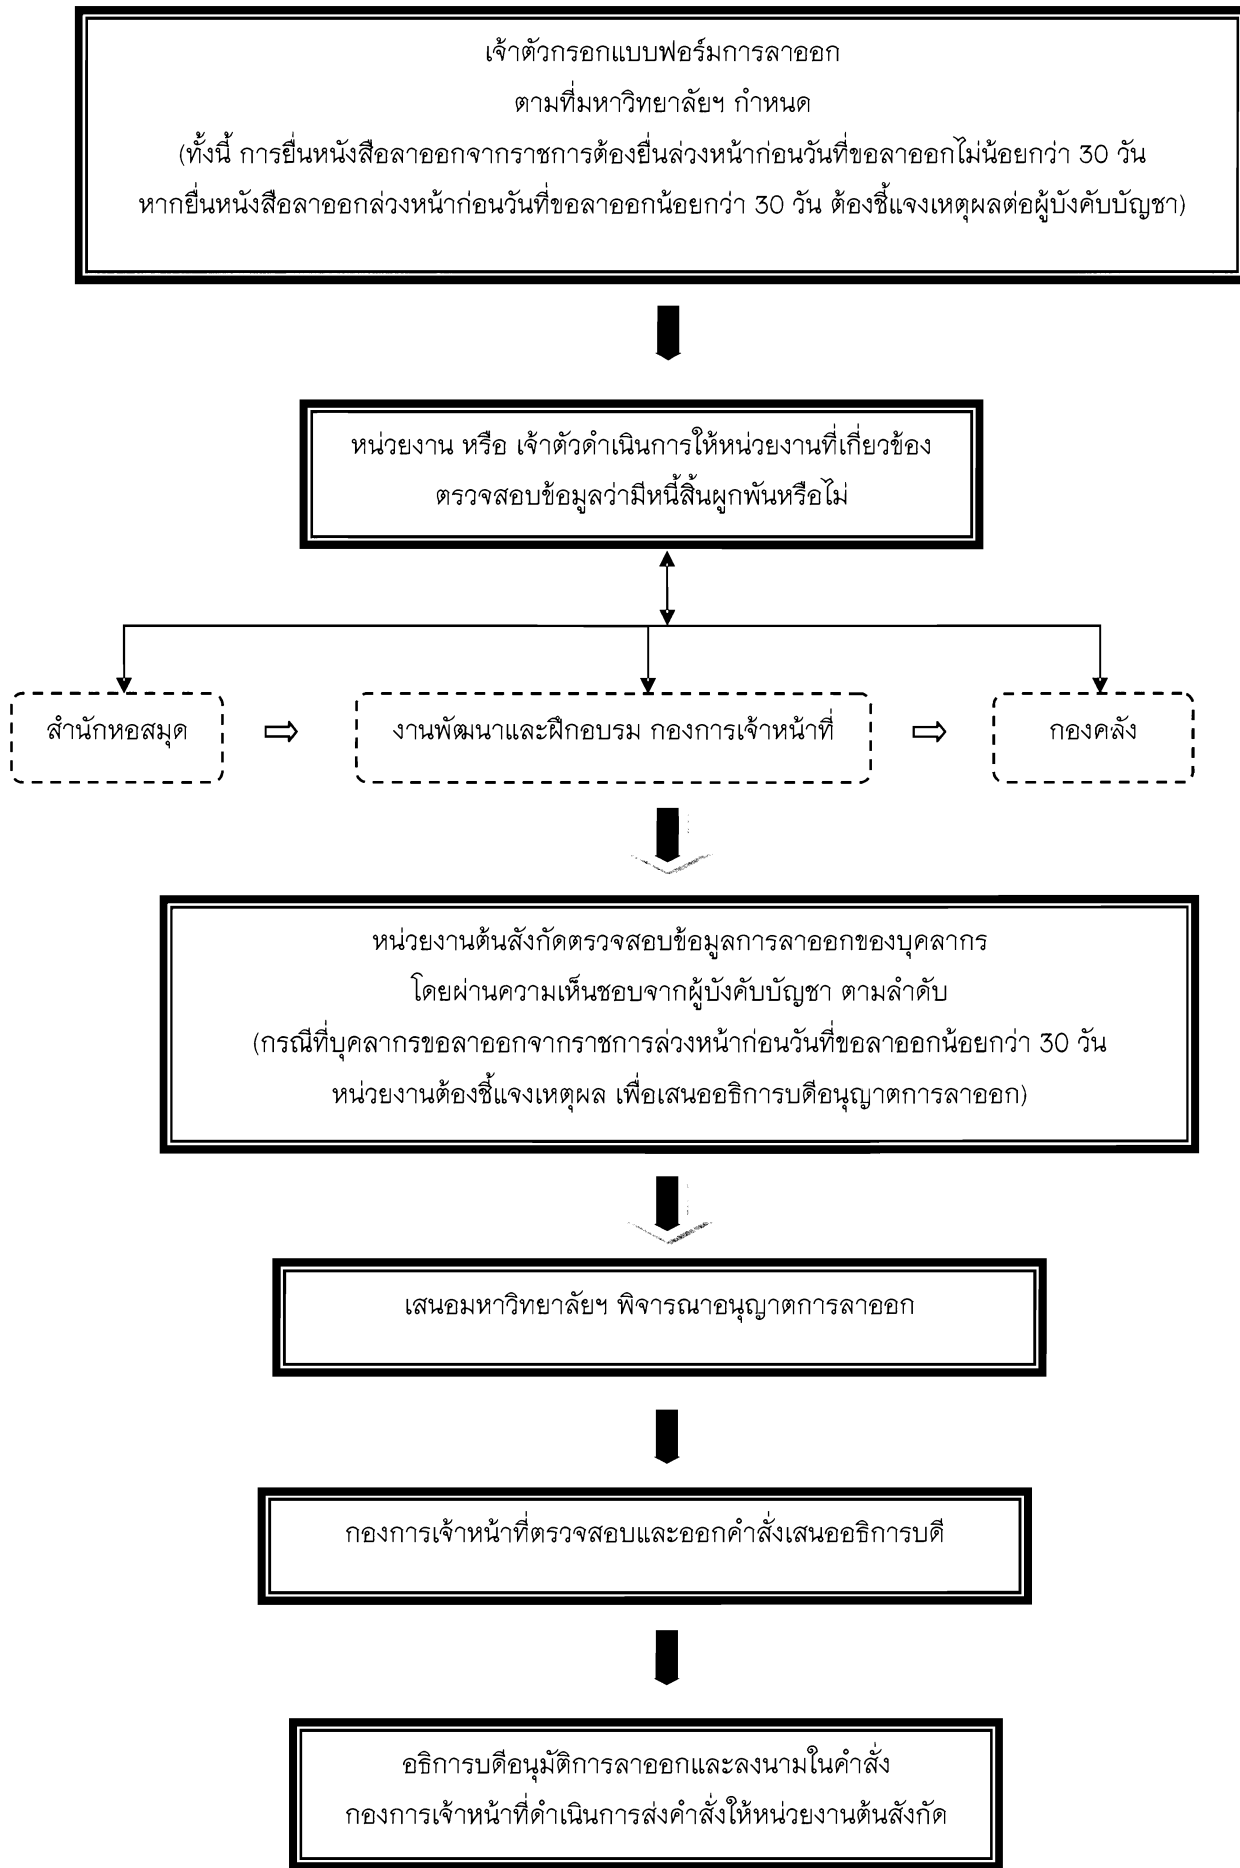 เจ้าตัวกรอกแบบฟอร์มการลาออก
ตามที่มหาวิทยาลัยฯ กำหนด
(ทั้งนี้ การยื่นหนังสือลาออกจากราชการต้องยื่นล่วงหน้าก่อนวันที่ขอลาออกไม่น้อยกว่า 30 วัน
หากยื่นหนังสือลาออกล่วงหน้าก่อนวันที่ขอลาออกน้อยกว่า 30 วัน ต้องชี้แจงเหตุผลต่อผู้บังคับบัญชา)
หน่วยงาน หรือ เจ้าตัวดำเนินการให้หน่วยงานที่เกี่ยวข้อง
ตรวจสอบข้อมูลว่ามีหนี้สิ้นผูกพันหรือไม่
สำนักหอสมุด
งานพัฒนาและฝึกอบรม กองการเจ้าหน้าที่
กองคลัง
หน่วยงานต้นสังกัดตรวจสอบข้อมูลการลาออกของบุคลากร
โดยผ่านความเห็นชอบจากผู้บังคับบัญชา ตามลำดับ
(กรณีที่บุคลากรขอลาออกจากราชการล่วงหน้าก่อนวันที่ขอลาออกน้อยกว่า 30 วัน
หน่วยงานต้องชี้แจงเหตุผล เพื่อเสนออธิการบดีอนุญาตการลาออก)
เสนอมหาวิทยาลัยฯ พิจารณาอนุญาตการลาออก
กองการเจ้าหน้าที่ตรวจสอบและออกคำสั่งเสนออธิการบดี
อธิการบดีอนุมัติการลาออกและลงนามในคำสั่ง
กองการเจ้าหน้าที่ดำเนินการส่งคำสั่งให้หน่วยงานต้นสังกัด